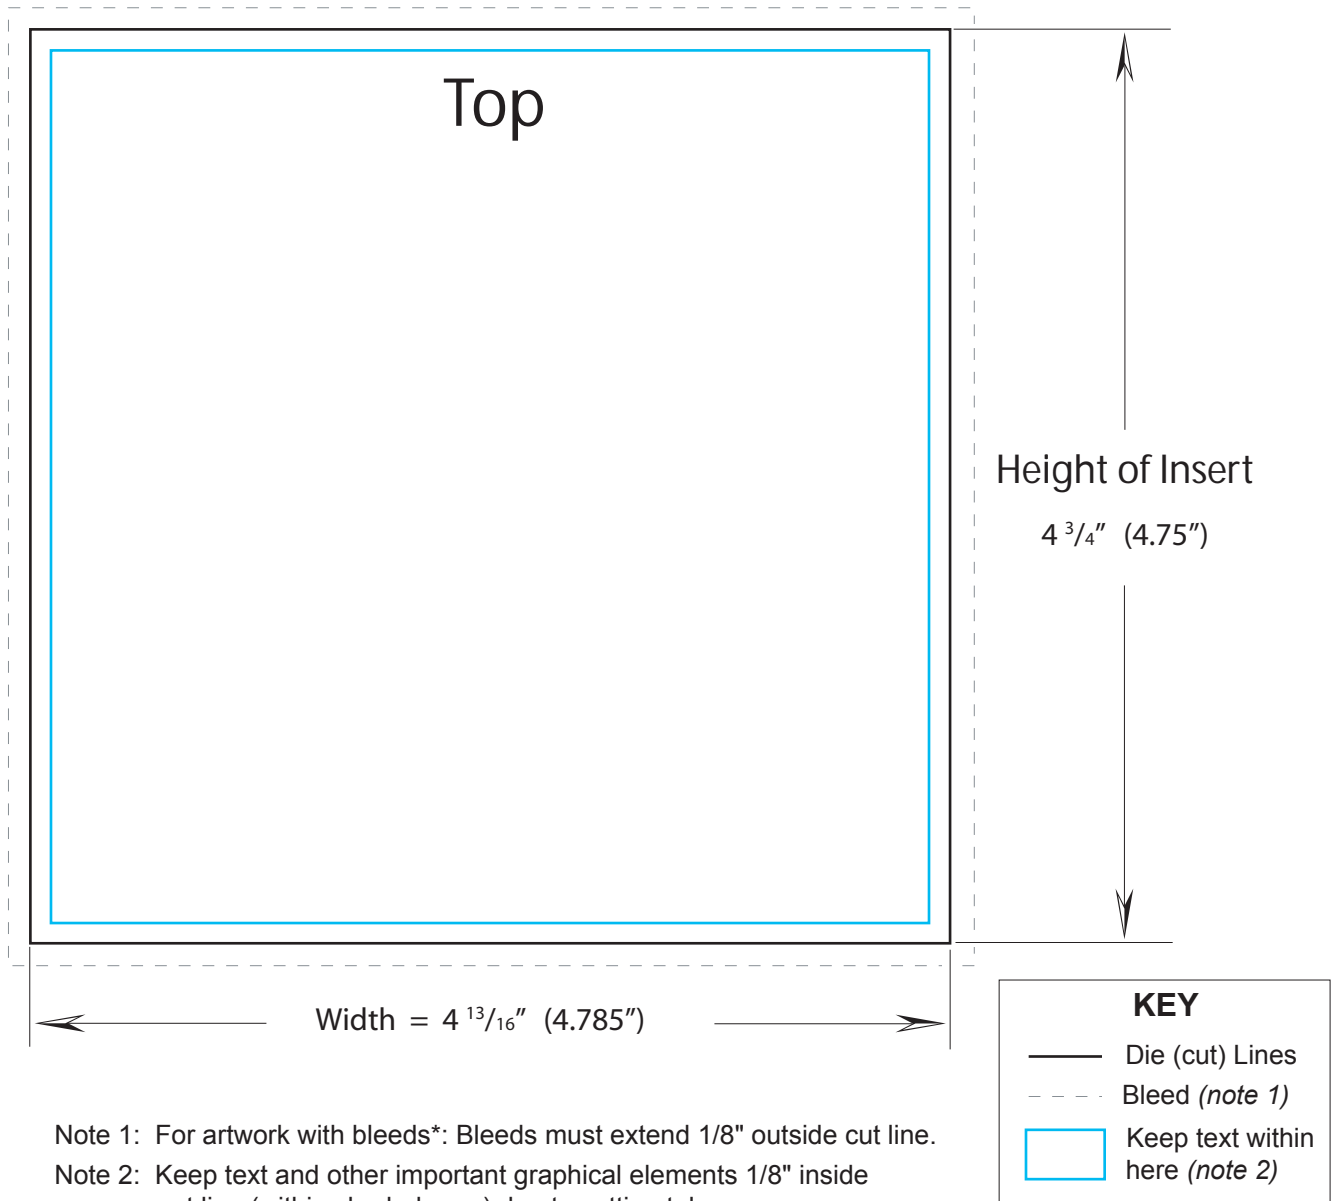 Top
Height of Insert
4 3/4" (4.75")
Width = 4 13/16" (4.785")
KEY
Die (cut) Lines
Bleed (note 1)
Keep text within
here (note 2)
Note 1: For artwork with bleeds*: Bleeds must extend 1/8" outside cut line.
Note 2: Keep text and other important graphical elements 1/8" inside